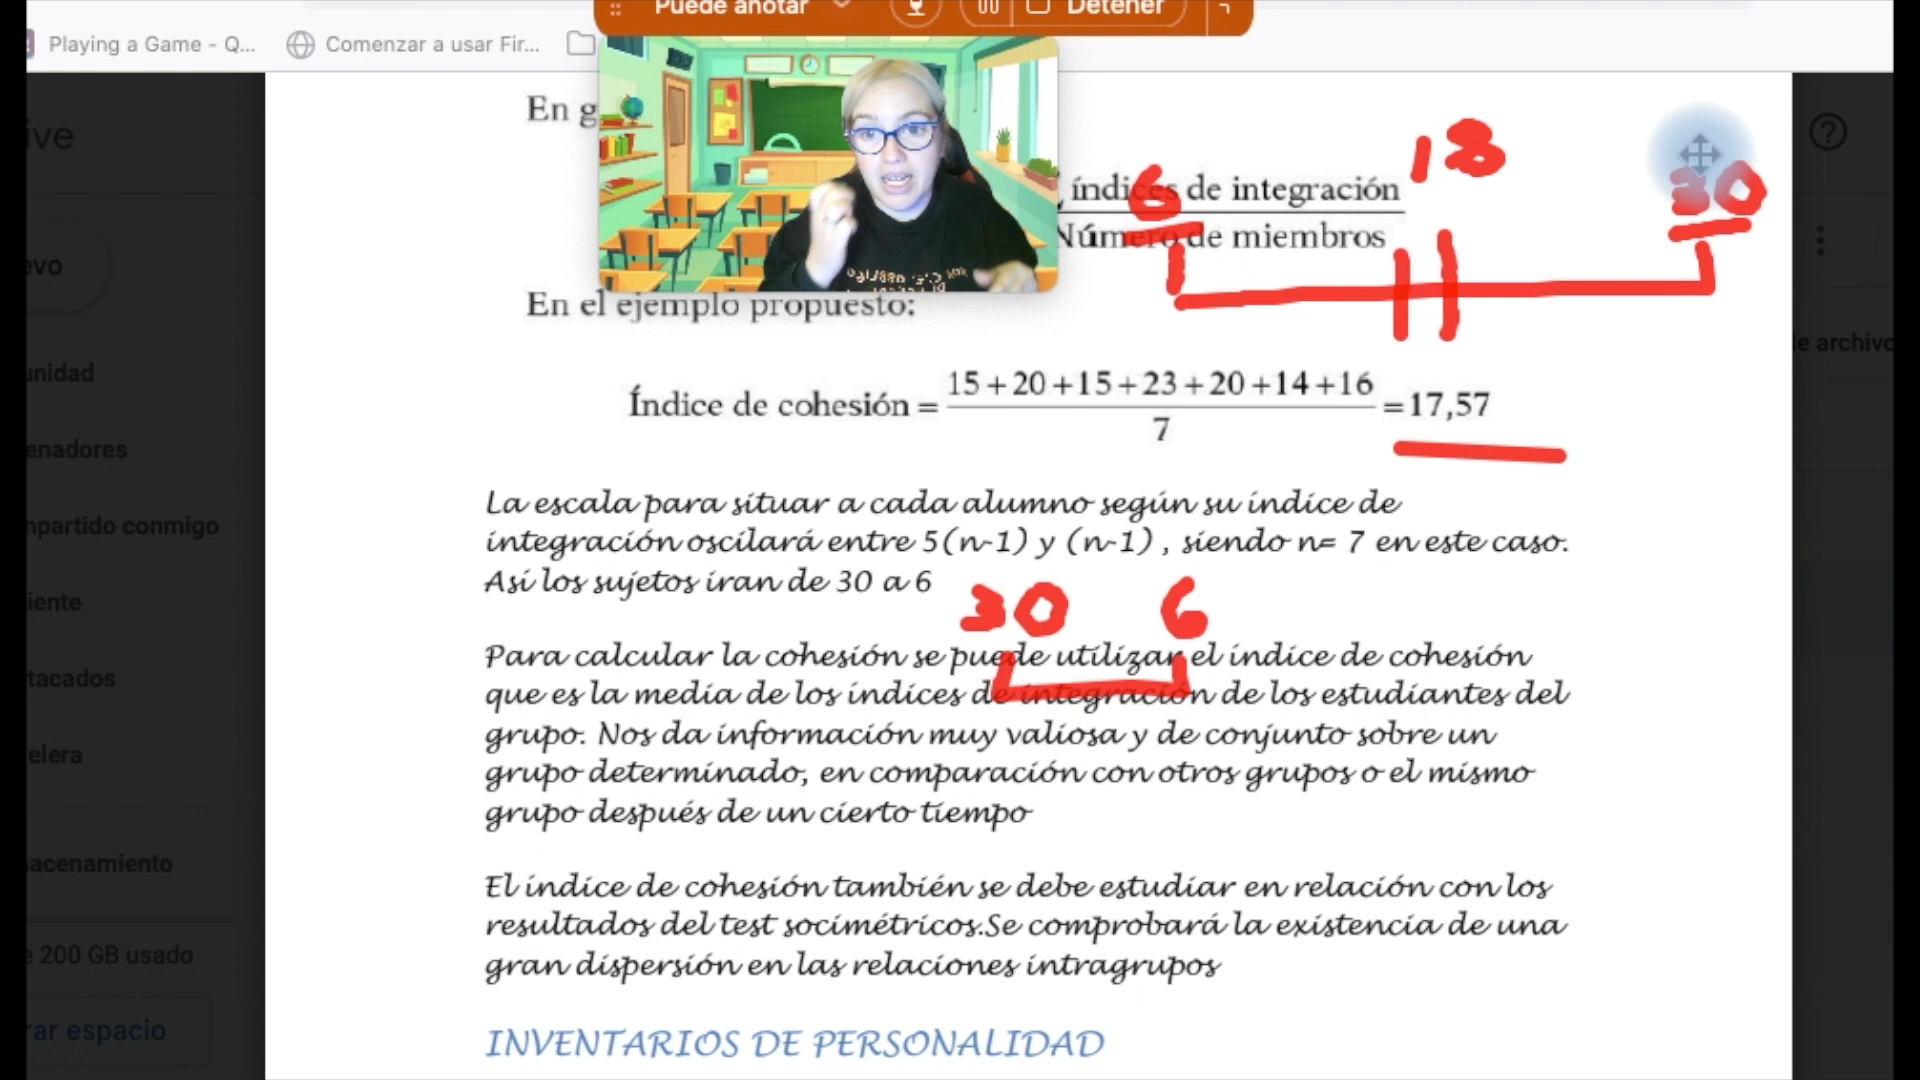 Puede anotar
Detener
Playing a Game - Q...
Comenzar a usar Fir...
En g
13
6
30
índices de integración
Número de miembros
En el ejemplo propuesto:
Índice de cohesión = 15 + 20 + 15 + 23 + 20 + 14 + 16 / 7 = 17,57
La escala para situar a cada alumno según su índice de
integración oscilará entre 5(n-1) y (n-1) , siendo n= 7 en este caso.
Así los sujetos iran de 30 a 6
30 6
Para calcular la cohesión se puede utilizar el índice de cohesión
que es la media de los índices de integración de los estudiantes del
grupo. Nos da información muy valiosa y de conjunto sobre un
grupo determinado, en comparación con otros grupos o el mismo
grupo después de un cierto tiempo
El índice de cohesión también se debe estudiar en relación con los
resultados del test socimétricos.Se comprobará la existencia de una
gran dispersión en las relaciones intragrupos
INVENTARIOS DE PERSONALIDAD
ive
evo
unidad
enadores
mpartido conmigo
iente
tacados
elera
nacenamiento
e 200 GB usado
rar espacio
le archivo